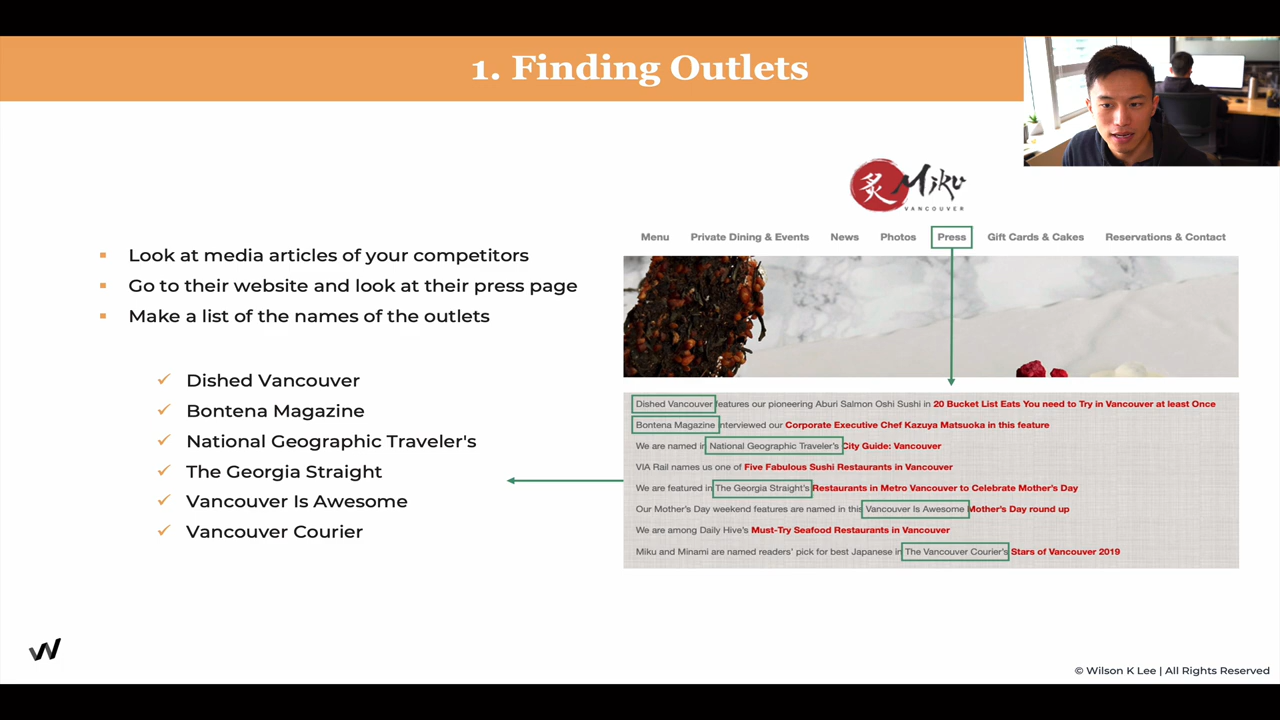 1. Finding Outlets
炙 Miku
VANCOUVER
Menu Private Dining & Events News Photos Press Gift Cards & Cakes Reservations & Contact
Look at media articles of your competitors
Go to their website and look at their press page
Make a list of the names of the outlets
Dished Vancouver
Bontena Magazine
National Geographic Traveler's
The Georgia Straight
Vancouver Is Awesome
Vancouver Courier
Dished Vancouver features our pioneering Aburi Salmon Oshi Sushi in 20 Bucket List Eats You need to Try in Vancouver at least Once
Bontena Magazine interviewed our Corporate Executive Chef Kazuya Matsuoka in this feature
We are named in National Geographic Traveler's City Guide: Vancouver
VIA Rail names us one of Five Fabulous Sushi Restaurants in Vancouver
We are featured in The Georgia Straight's Restaurants in Metro Vancouver to Celebrate Mother's Day
Our Mother's Day weekend features are named in this Vancouver Is Awesome Mother's Day round up
We are among Daily Hive's Must-Try Seafood Restaurants in Vancouver
Miku and Minami are named readers' pick for best Japanese in The Vancouver Courier's Stars of Vancouver 2019
W
© Wilson K Lee | All Rights Reserved